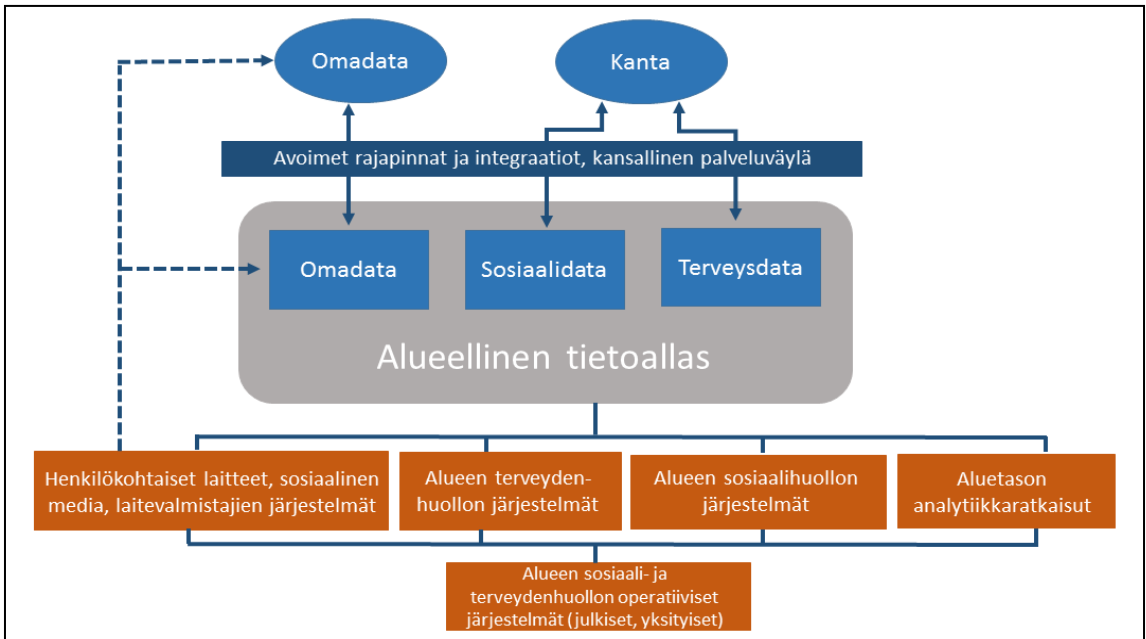 Omadata
Kanta
Avoimet rajapinnat ja integraatiot, kansallinen palveluväylä
Omadata
Sosiaalidata
Terveysdata
Alueellinen tietoallas
Henkilökohtaiset laitteet, sosiaalinen
media, laitevalmistajien järjestelmät
Alueen terveyden-
huollon järjestelmät
Alueen sosiaalihuollon
järjestelmät
Aluetason
analytiikkaratkaisut
Alueen sosiaali- ja
terveydenhuollon operatiiviset
järjestelmät (julkiset, yksityiset)